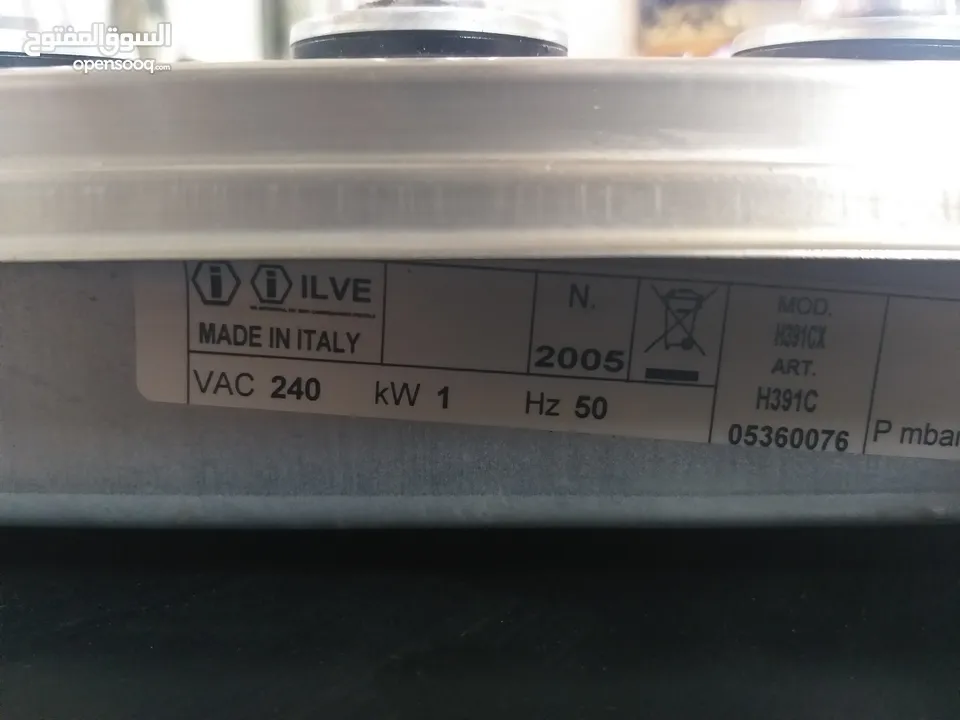 السوق المفتوح
opensooq.com
ILVE
MADE IN ITALY
N.
2005
MOD.
H391CX
ART.
H391C
05360076
VAC 240 kW 1 Hz 50
P mbar